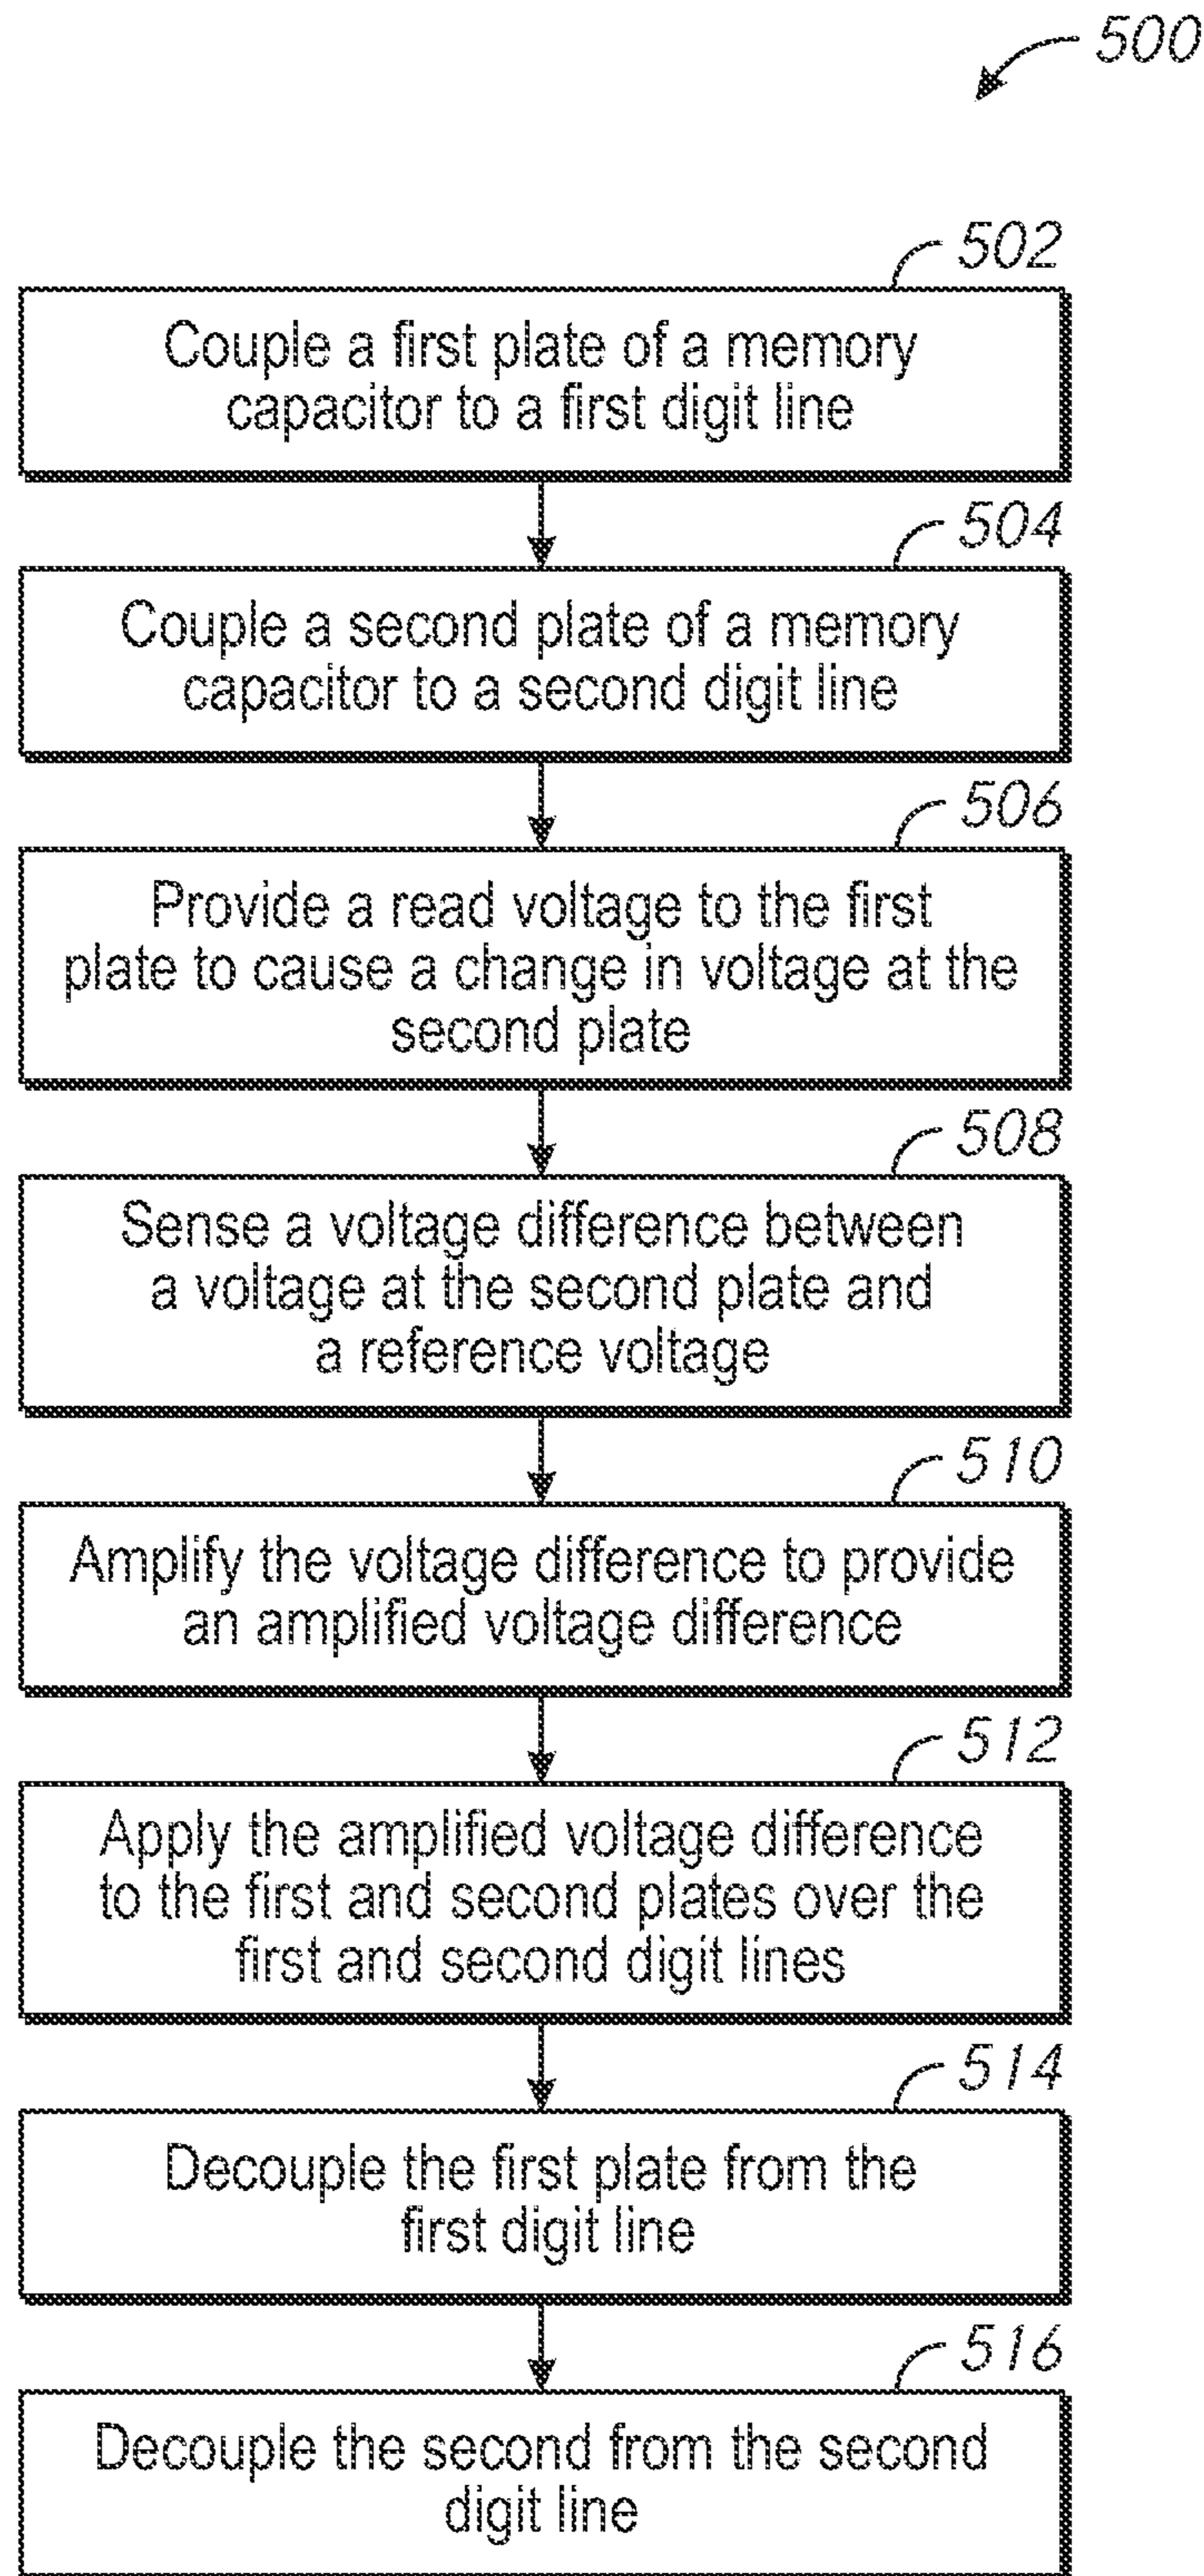 500
502
Couple a first plate of a memory
capacitor to a first digit line
504
Couple a second plate of a memory
capacitor to a second digit line
506
Provide a read voltage to the first
plate to cause a change in voltage at the
second plate
508
Sense a voltage difference between
a voltage at the second plate and
a reference voltage
510
Amplify the voltage difference to provide
an amplified voltage difference
512
Apply the amplified voltage difference
to the first and second plates over the
first and second digit lines
514
Decouple the first plate from the
first digit line
516
Decouple the second from the second
digit line